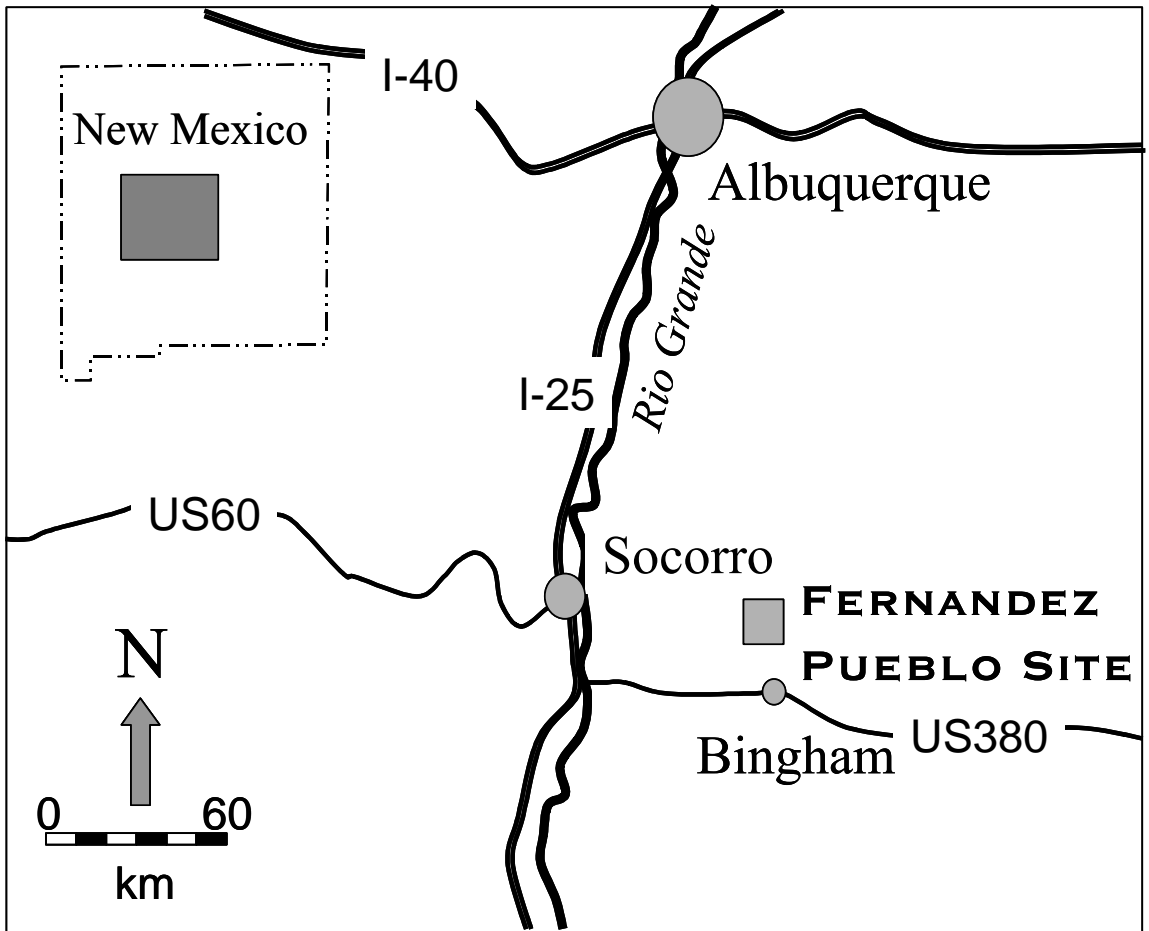 I-40
New Mexico
Albuquerque
Rio Grande
I-25
US60
Socorro
FERNANDEZ
PUEBLO SITE
N
Bingham
US380
0 60
km